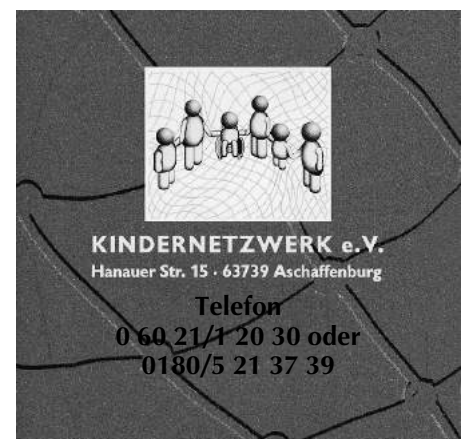 KINDERNETZWERK e.V.
Hanauer Str. 15 · 63739 Aschaffenburg
Telefon
0 60 21/1 20 30 oder
0180/5 21 37 39